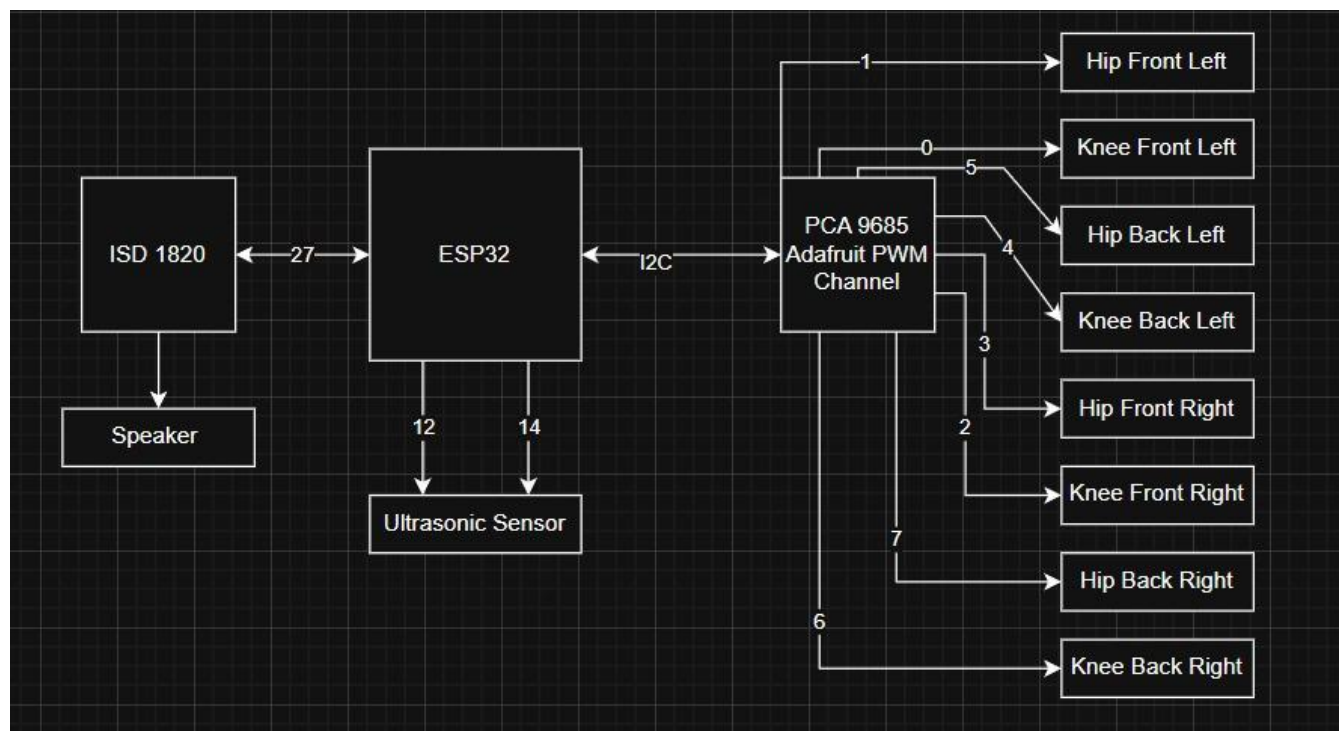 1
Hip Front Left
0
Knee Front Left
5
ISD 1820
27
ESP32
I2C
PCA 9685
Adafruit PWM
Channel
Hip Back Left
4
Knee Back Left
3
Hip Front Right
Speaker
12
14
2
Knee Front Right
Ultrasonic Sensor
7
Hip Back Right
6
Knee Back Right